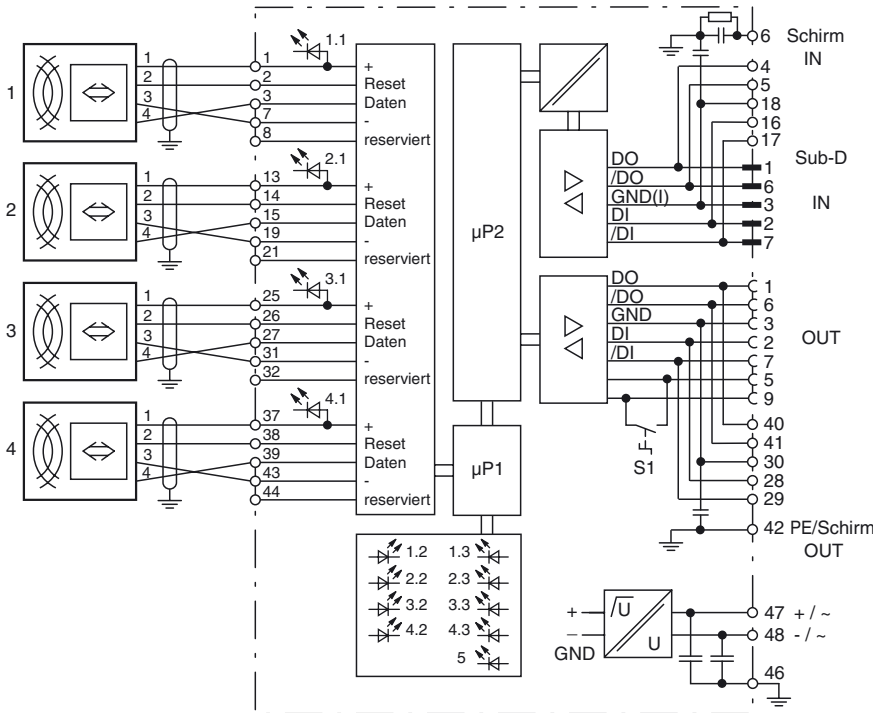 1
1 1 1.1 +
2 2 Reset
3 3 Daten
4 7 -
8 reserviert
2
1 13 2.1 +
2 14 Reset
3 15 Daten
4 19 -
21 reserviert
3
1 25 3.1 +
2 26 Reset
3 27 Daten
4 31 -
32 reserviert
4
1 37 4.1 +
2 38 Reset
3 39 Daten
4 43 -
44 reserviert
µP2
µP1
1.2 1.3
2.2 2.3
3.2 3.3
4.2 4.3
5
6 Schirm
IN
4
5
18
16
17
Sub-D
IN
DO 1
/DO 6
GND(I) 3
DI 2
/DI 7
DO 1
/DO 6
GND 3
DI 2
/DI 7
5
9
OUT
S1
40
41
30
28
29
42 PE/Schirm
OUT
+ U 47 + / ~
− U 48 - / ~
GND
46